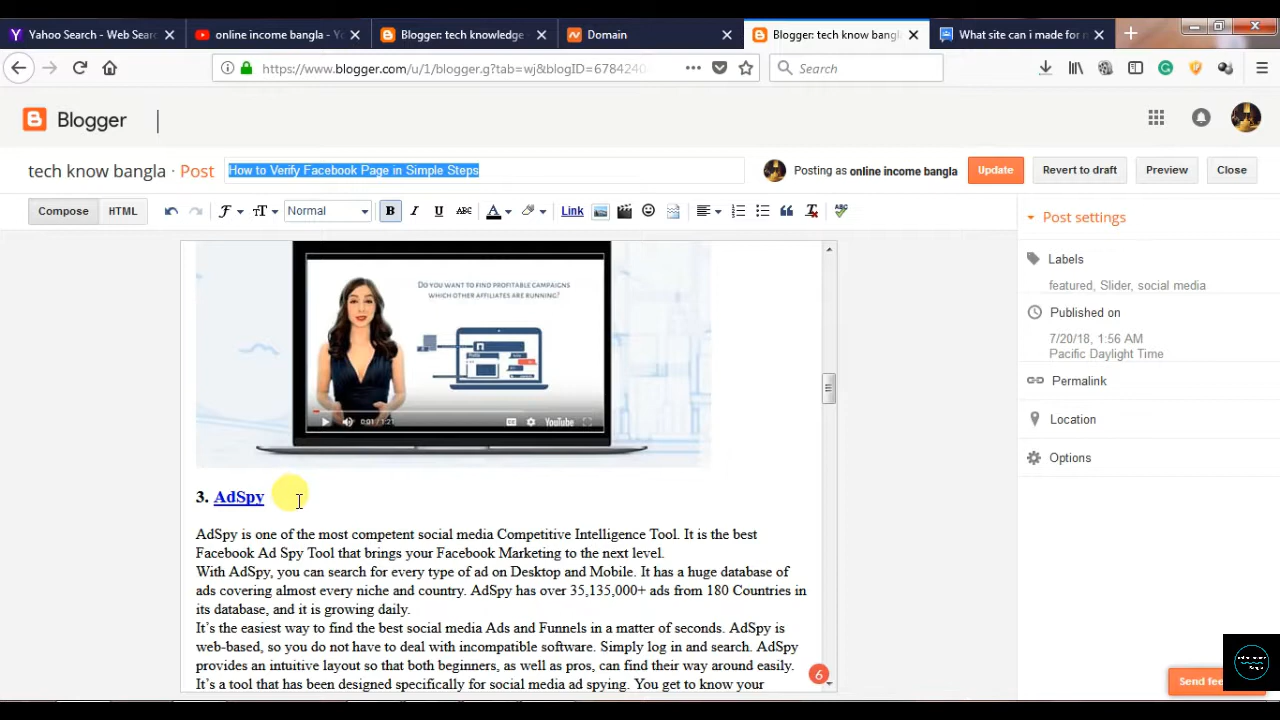 Yahoo Search - Web Sear
online income bangla - Y
Blogger: tech knowledge
Domain
Blogger: tech know bangla
What site can i made for m
https://www.blogger.com/u/1/blogger.g?tab=wj&blogID=6784240
Search
Blogger
tech know bangla · Post
How to Verify Facebook Page in Simple Steps
Posting as online income bangla
Update
Revert to draft
Preview
Close
Compose
HTML
Normal
B I U ABC
A
Link
Post settings
Labels
featured, Slider, social media
Published on
7/20/18, 1:56 AM
Pacific Daylight Time
Permalink
Location
Options
DO YOU WANT TO FIND PROFITABLE CAMPAIGNS
WHICH OTHER AFFILIATES ARE RUNNING?
0:01 / 1:21
YouTube
3. AdSpy
AdSpy is one of the most competent social media Competitive Intelligence Tool. It is the best
Facebook Ad Spy Tool that brings your Facebook Marketing to the next level.
With AdSpy, you can search for every type of ad on Desktop and Mobile. It has a huge database of
ads covering almost every niche and country. AdSpy has over 35,135,000+ ads from 180 Countries in
its database, and it is growing daily.
It's the easiest way to find the best social media Ads and Funnels in a matter of seconds. AdSpy is
web-based, so you do not have to deal with incompatible software. Simply log in and search. AdSpy
provides an intuitive layout so that both beginners, as well as pros, can find their way around easily.
It's a tool that has been designed specifically for social media ad spying. You get to know your
6
Send fee